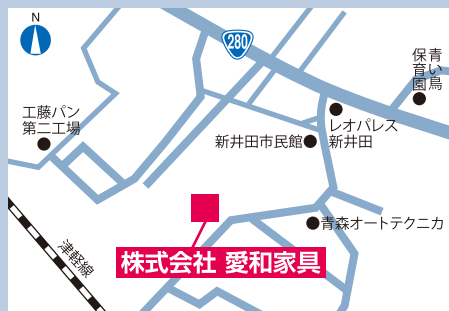 N
280
青い鳥
保育園
工藤パン
第二工場
レオパレス
新井田
新井田市民館
青森オートテクニカ
津軽線
株式会社 愛和家具